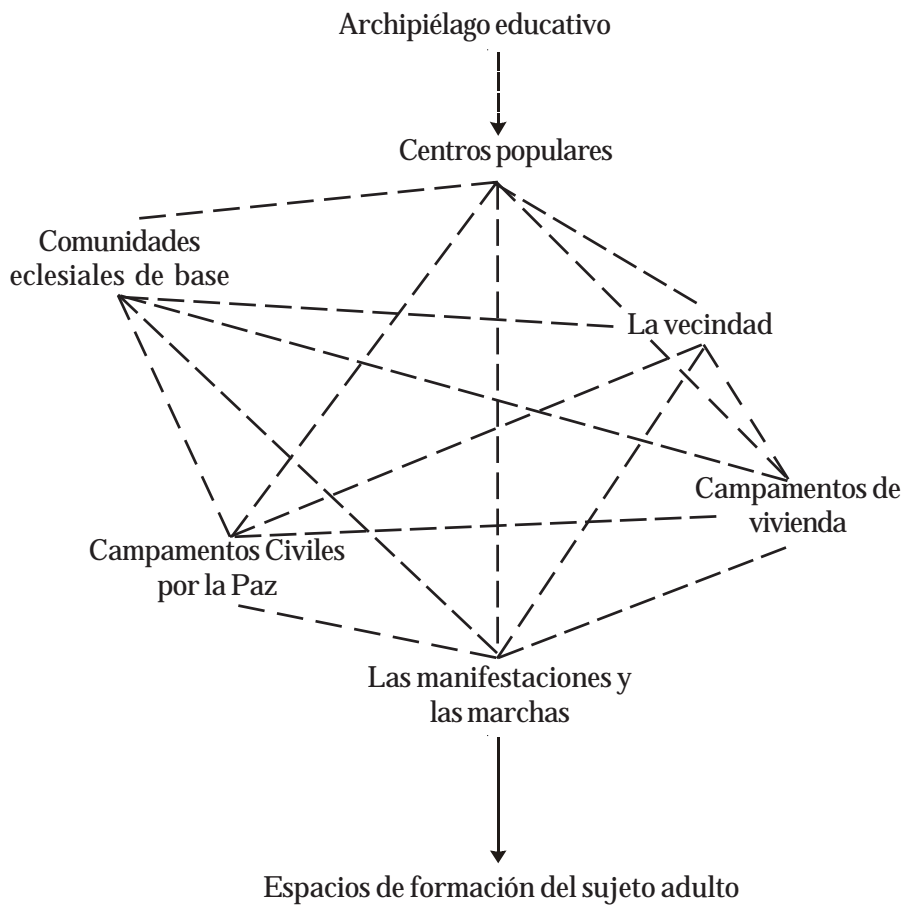 Archipiélago educativo
Centros populares
Comunidades
eclesiales de base
La vecindad
Campamentos de
vivienda
Campamentos Civiles
por la Paz
Las manifestaciones y
las marchas
Espacios de formación del sujeto adulto